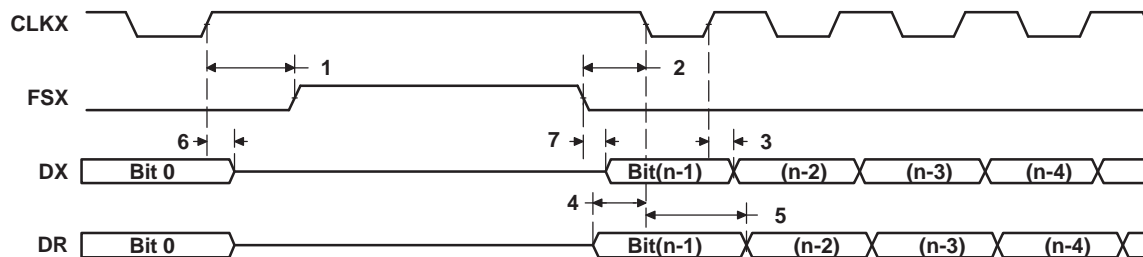 CLKX
1 2
FSX
6 7 3
DX Bit 0 Bit(n-1) (n-2) (n-3) (n-4)
4 5
DR Bit 0 Bit(n-1) (n-2) (n-3) (n-4)